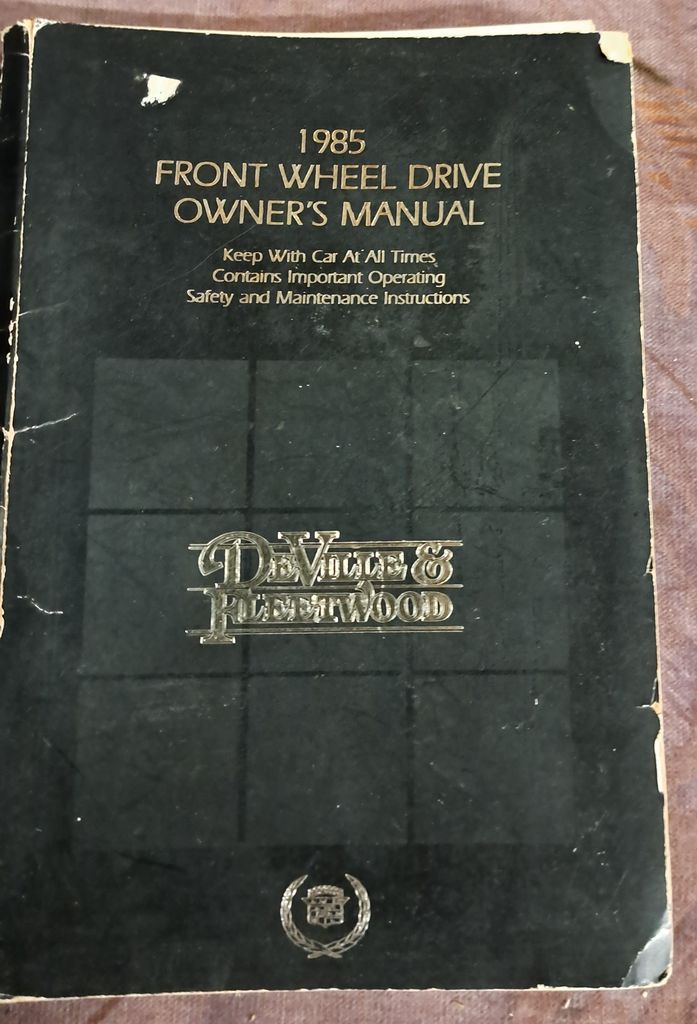 1985
FRONT WHEEL DRIVE
OWNER'S MANUAL
Keep With Car At All Times
Contains Important Operating
Safety and Maintenance Instructions
DEVILLE &
FLEETWOOD